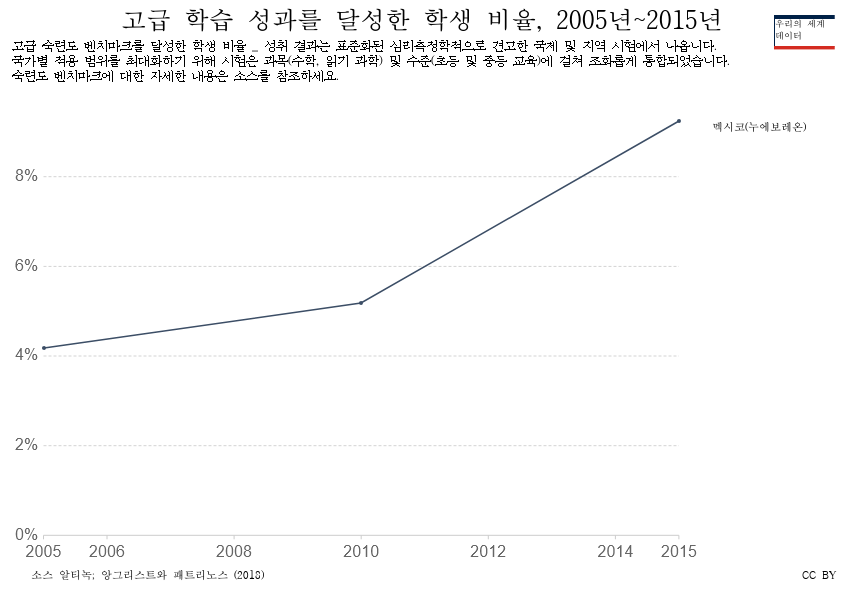 고급 학습 성과를 달성한 학생 비율, 2005년~2015년
우리의 세계
데이터
고급 숙련도 벤치마크를 달성한 학생 비율 _ 성취 결과는 표준화된 심리측정학적으로 견고한 국제 및 지역 시험에서 나옵니다.
국가별 적용 범위를 최대화하기 위해 시험은 과목(수학, 읽기 과학) 및 수준(초등 및 중등 교육)에 걸쳐 조화롭게 통합되었습니다.
숙련도 벤치마크에 대한 자세한 내용은 소스를 참조하세요.
멕시코(누에보레온)
8%
6%
4%
2%
0%
2005 2006 2008 2010 2012 2014 2015
소스 알티녹; 앙그리스트와 패트리노스 (2018)
CC BY